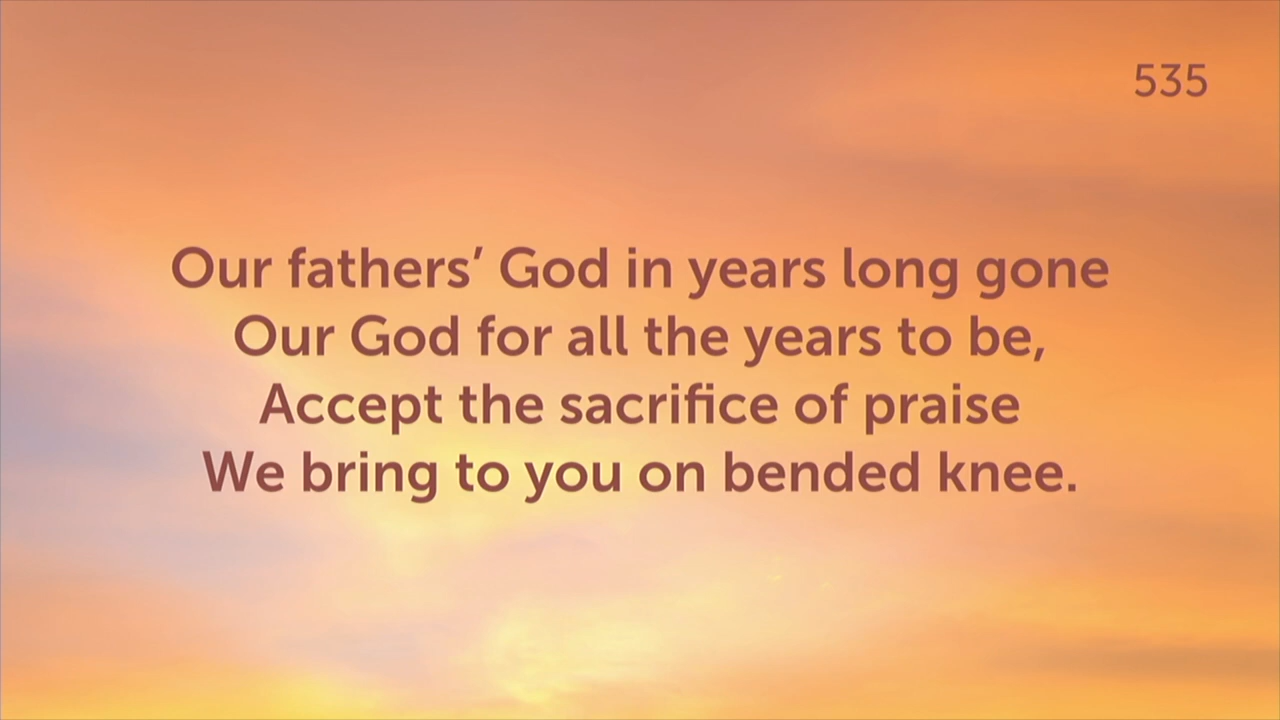 535
Our fathers’ God in years long gone
Our God for all the years to be,
Accept the sacrifice of praise
We bring to you on bended knee.